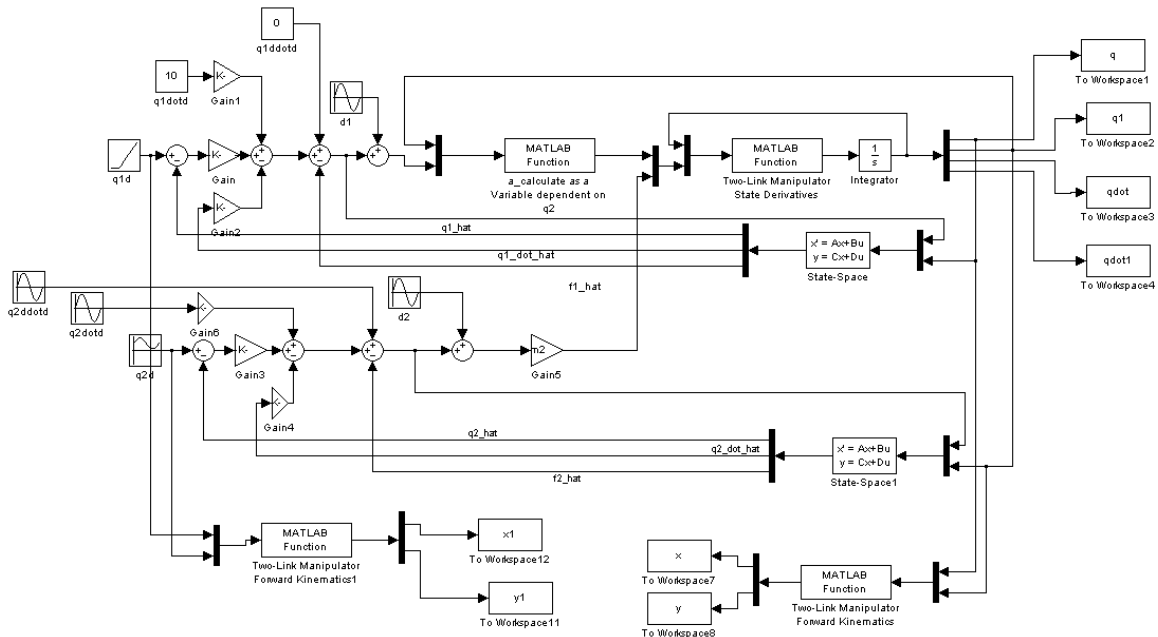 0
q1ddotd
10
q1dotd
K-
Gain1
d1
q1d
K-
Gain
K-
Gain2
MATLAB
Function
a_calculate as a
Variable dependent on
q2
MATLAB
Function
Two-Link Manipulator
State Derivatives
1
s
Integrator
q
To Workspace1
q1
To Workspace2
qdot
To Workspace3
qdot1
To Workspace4
q1_hat
q1_dot_hat
f1_hat
x' = Ax+Bu
y = Cx+Du
State-Space
q2ddotd
q2dotd
q2d
K-
Gain6
K-
Gain3
K-
Gain4
d2
m2
Gain5
q2_hat
q2_dot_hat
f2_hat
x' = Ax+Bu
y = Cx+Du
State-Space1
MATLAB
Function
Two-Link Manipulator
Forward Kinematics1
x1
To Workspace12
y1
To Workspace11
x
To Workspace7
y
To Workspace8
MATLAB
Function
Two-Link Manipulator
Forward Kinematics